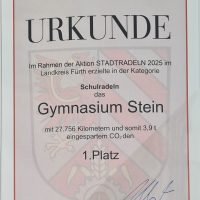 URKUNDE
Im Rahmen der Aktion STADTRADELN 2025 im
Landkreis Fürth erzielte in der Kategorie
Schulradeln
das
Gymnasium Stein
mit 27.756 Kilometern und somit 3,9 t
eingespartem CO₂ den
1.Platz